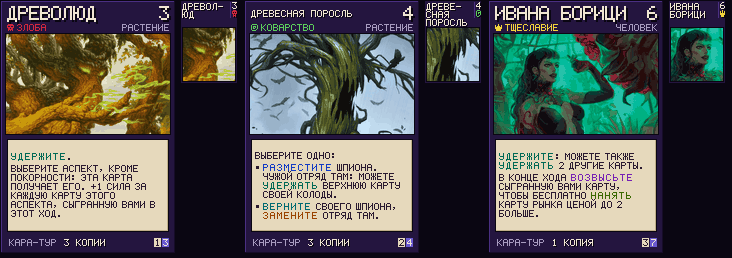 ДРЕВОЛЮД 3
ЗЛОБА РАСТЕНИЕ
УДЕРЖИТЕ.
ВЫБЕРИТЕ АСПЕКТ, КРОМЕ
ПОКОРНОСТИ: ЭТА КАРТА
ПОЛУЧАЕТ ЕГО. +1 СИЛА ЗА
КАЖДУЮ КАРТУ ЭТОГО
АСПЕКТА, СЫГРАННУЮ ВАМИ В
ЭТОТ ХОД.
КАРА-ТУР 3 КОПИИ 1 3
ДРЕВОЛ- 3
ЮД
ДРЕВЕСНАЯ ПОРОСЛЬ 4
КОВАРСТВО РАСТЕНИЕ
ВЫБЕРИТЕ ОДНО:
• РАЗМЕСТИТЕ ШПИОНА.
ЧУЖОЙ ОТРЯД ТАМ: МОЖЕТЕ
УДЕРЖАТЬ ВЕРХНЮЮ КАРТУ
СВОЕЙ КОЛОДЫ.
• ВЕРНИТЕ СВОЕГО ШПИОНА,
ЗАМЕНИТЕ ОТРЯД ТАМ.
КАРА-ТУР 3 КОПИИ 2 4
ДРЕВЕ- 4
СНАЯ
ПОРОСЛЬ
ИВАНА БОРИЦИ 6
ТЩЕСЛАВИЕ ЧЕЛОВЕК
УДЕРЖИТЕ: МОЖЕТЕ ТАКЖЕ
УДЕРЖАТЬ 2 ДРУГИЕ КАРТЫ.
В КОНЦЕ ХОДА ВОЗВЫСЬТЕ
СЫГРАННУЮ ВАМИ КАРТУ,
ЧТОБЫ БЕСПЛАТНО НАНЯТЬ
КАРТУ РЫНКА ЦЕНОЙ ДО 2
БОЛЬШЕ.
КАРА-ТУР 1 КОПИЯ 3 7
ИВАНА 6
БОРИЦИ